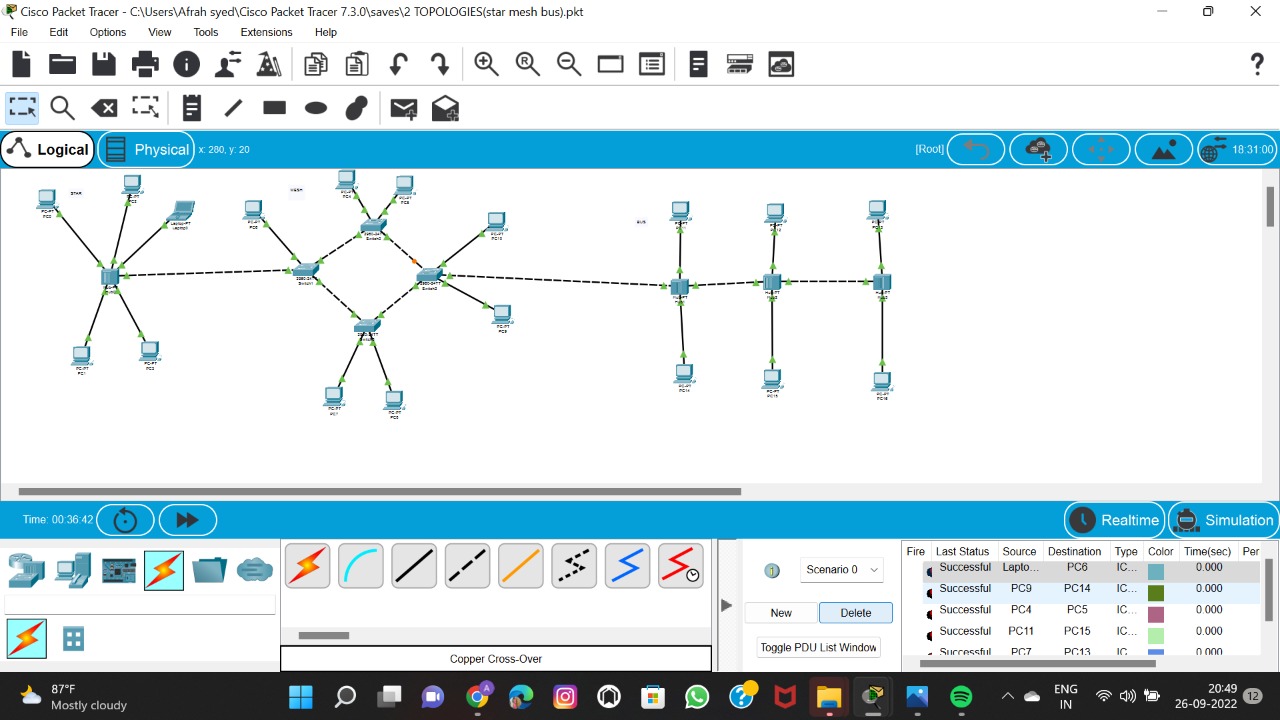 Cisco Packet Tracer - C:\Users\Afrah syed\Cisco Packet Tracer 7.3.0\saves\2 TOPOLOGIES(star mesh bus).pkt
File Edit Options View Tools Extensions Help
Logical Physical x: 280, y: 20 [Root] 18:31:00
STAR
MESH
BUS
Time: 00:36:42 Realtime Simulation
Fire Last Status Source Destination Type Color Time(sec) Per
Scenario 0
Successful Lapto... PC6 IC... 0.000
Successful PC9 PC14 IC... 0.000
New Delete
Successful PC4 PC5 IC... 0.000
Successful PC11 PC15 IC... 0.000
Toggle PDU List Window
Successful PC7 PC13 IC... 0.000
Copper Cross-Over
87°F
Mostly cloudy
ENG
IN
20:49
26-09-2022
12